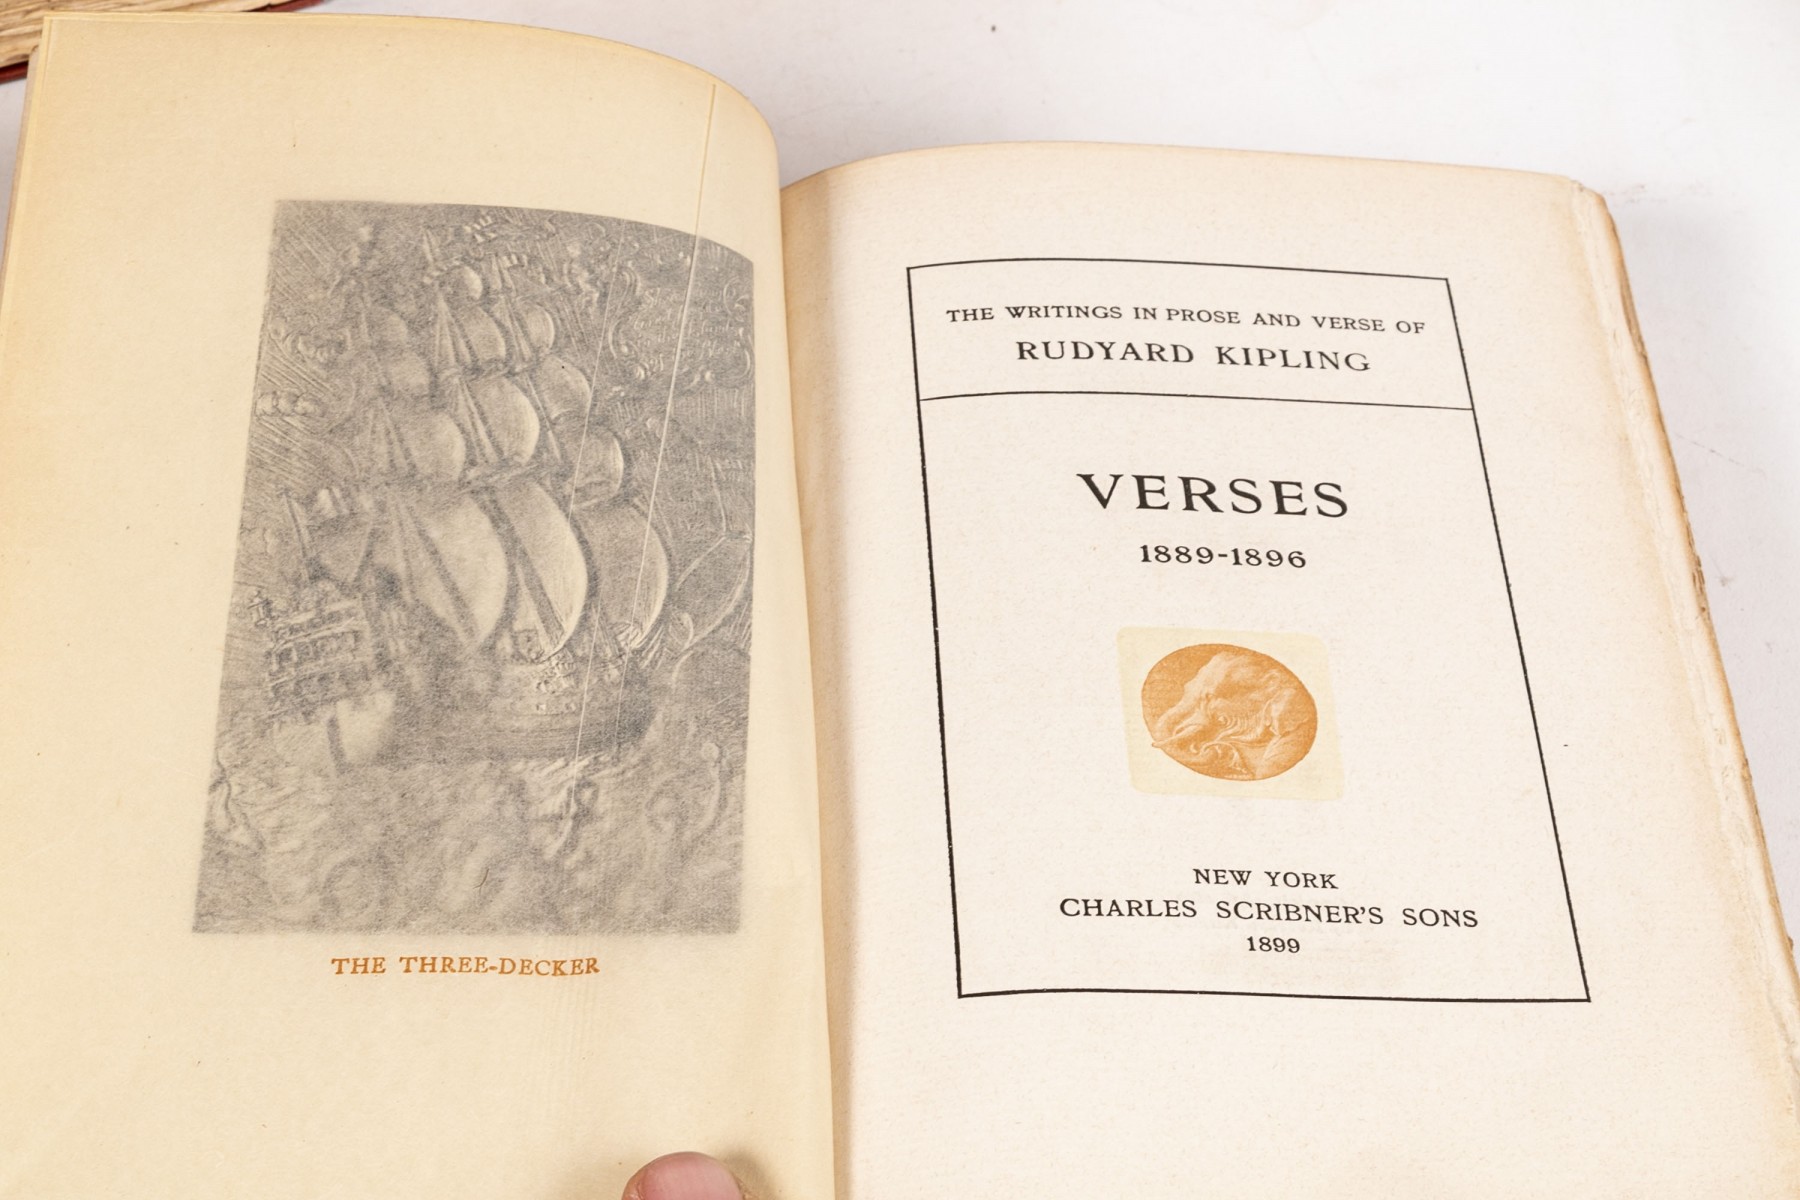 THE THREE-DECKER
THE WRITINGS IN PROSE AND VERSE OF
RUDYARD KIPLING
VERSES
1889-1896
NEW YORK
CHARLES SCRIBNER'S SONS
1899